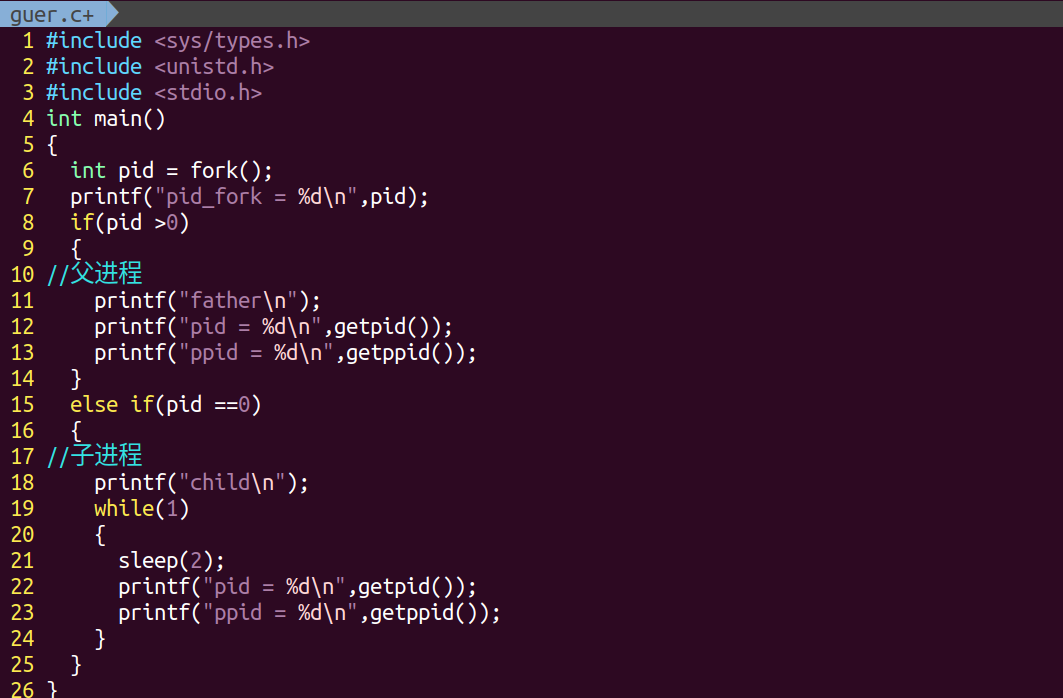 guer.c+
1 #include <sys/types.h>
2 #include <unistd.h>
3 #include <stdio.h>
4 int main()
5 {
6   int pid = fork();
7   printf("pid_fork = %d\n",pid);
8   if(pid >0)
9   {
10 //父进程
11     printf("father\n");
12     printf("pid = %d\n",getpid());
13     printf("ppid = %d\n",getppid());
14   }
15   else if(pid ==0)
16   {
17 //子进程
18     printf("child\n");
19     while(1)
20     {
21       sleep(2);
22       printf("pid = %d\n",getpid());
23       printf("ppid = %d\n",getppid());
24     }
25   }
26 }